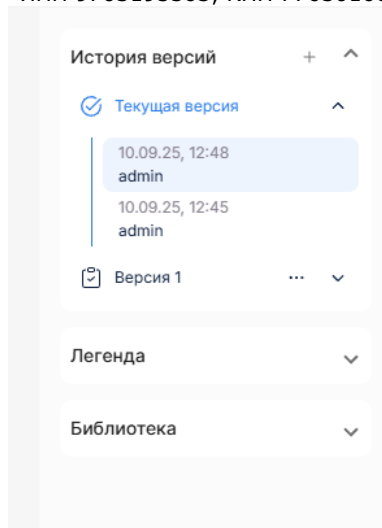 История версий
Текущая версия
10.09.25, 12:48
admin
10.09.25, 12:45
admin
Версия 1
Легенда
Библиотека